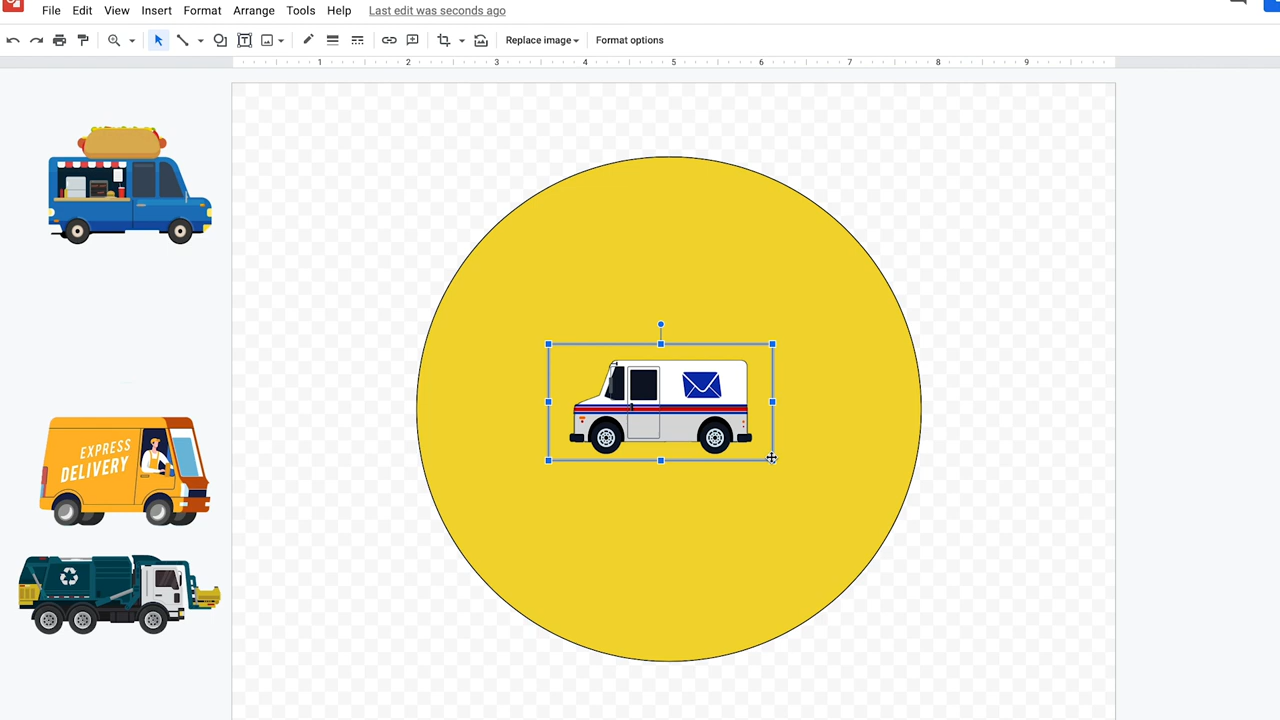 File Edit View Insert Format Arrange Tools Help Last edit was seconds ago
Replace image Format options
1 2 3 4 5 6 7 8 9
EXPRESS
DELIVERY